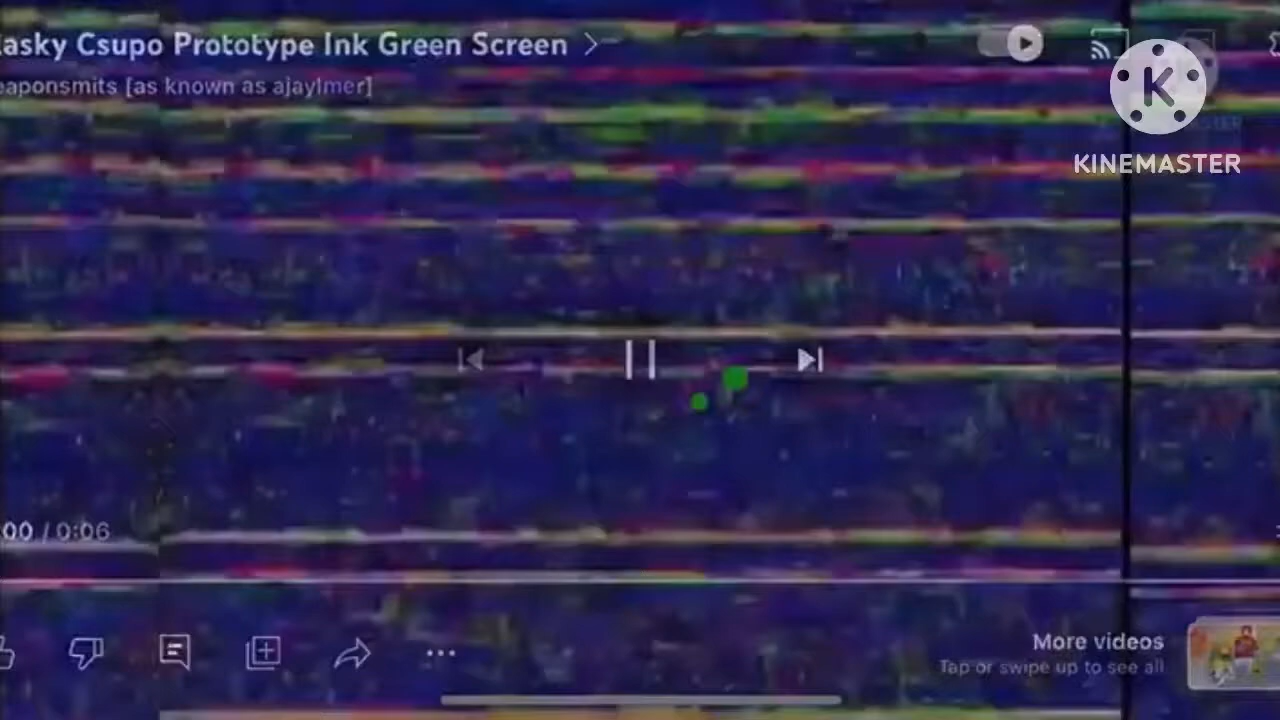 asky Csupo Prototype Ink Green Screen
eaponsmits [as known as ajaylmer]
K
KINEMASTER
00 / 0:06
More videos
Tap or swipe up to see all